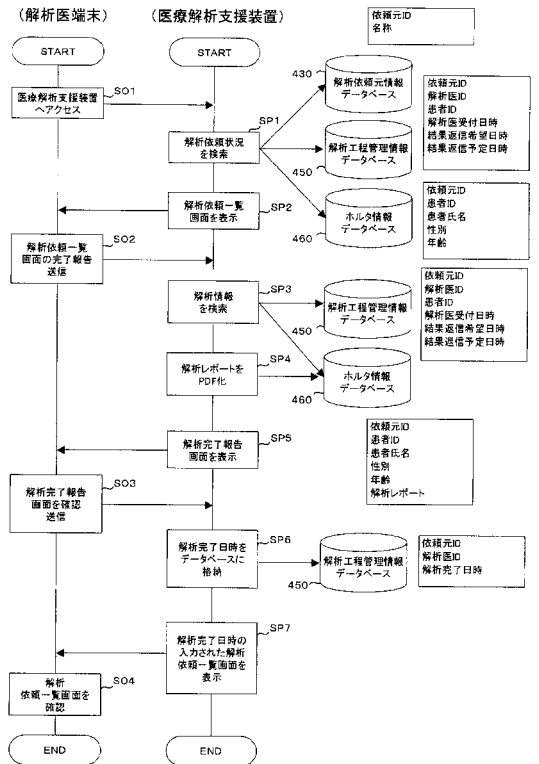 (解析医端末)
(医療解析支援装置)
依頼元ID
名称
START
START
医療解析支援装置
へアクセス
SO1
430
解析依頼元情報
データベース
依頼元ID
解析医ID
患者ID
解析医受付日時
結果返信希望日時
結果返信予定日時
SP1
解析依頼状況
を検索
解析工程管理情報
データベース
450
解析依頼一覧
画面を表示
SP2
ホルタ情報
データベース
460
依頼元ID
患者ID
患者氏名
性別
年齢
SO2
解析依頼一覧
画面の完了報告
送信
SP3
解析情報
を検索
解析工程管理情報
データベース
450
依頼元ID
解析医ID
患者ID
解析医受付日時
結果返信希望日時
結果返信予定日時
SP4
解析レポートを
PDF化
ホルタ情報
データベース
460
SP5
解析完了報告
画面を表示
依頼元ID
患者ID
患者氏名
性別
年齢
解析レポート
SO3
解析完了報告
画面を確認
送信
SP6
解析完了日時を
データベースに
格納
解析工程管理情報
データベース
450
依頼元ID
解析医ID
解析完了日時
SP7
解析完了日時の
入力された解析
依頼一覧画面を
表示
SO4
解析
依頼一覧画面を
確認
END
END